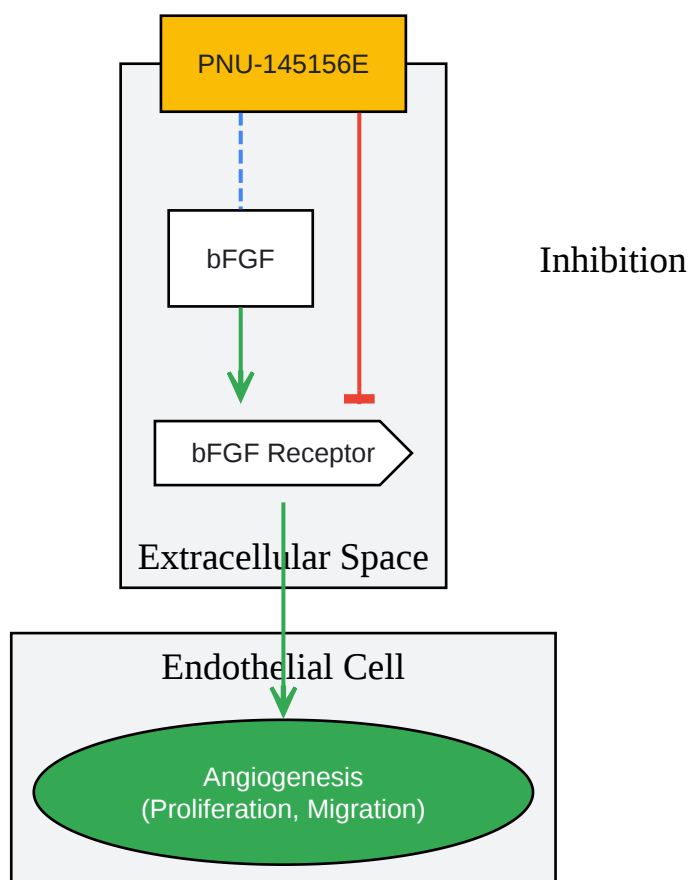 PNU-145156E
bFGF
Inhibition
bFGF Receptor
Extracellular Space
Endothelial Cell
Angiogenesis
(Proliferation, Migration)